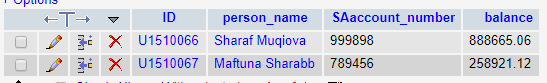 + Options
←T→ ID person_name SAaccount_number balance
U1510066 Sharaf Muqiova 999898 888665.06
U1510067 Maftuna Sharabb 789456 258921.12